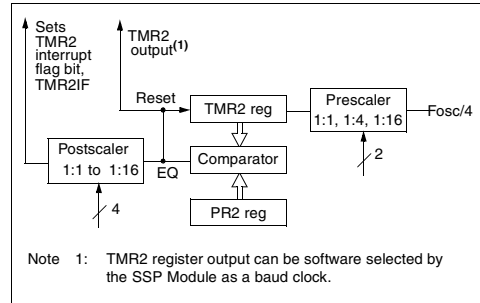 Sets
TMR2
interrupt
flag bit,
TMR2IF
TMR2
output(1)
Reset
TMR2 reg
Prescaler
1:1, 1:4, 1:16
Fosc/4
2
Postscaler
1:1 to 1:16
EQ
Comparator
4
PR2 reg
Note 1: TMR2 register output can be software selected by
the SSP Module as a baud clock.